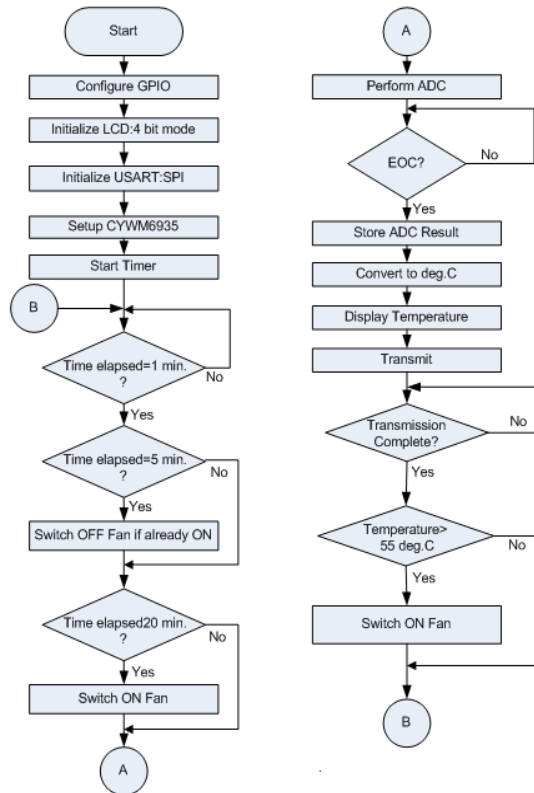 Start
Configure GPIO
Initialize LCD:4 bit mode
Initialize USART:SPI
Setup CYWM6935
Start Timer
B
Time elapsed=1 min.
?
No
Yes
Time elapsed=5 min.
?
No
Yes
Switch OFF Fan if already ON
Time elapsed20 min.
?
No
Yes
Switch ON Fan
A
A
Perform ADC
EOC?
No
Yes
Store ADC Result
Convert to deg.C
Display Temperature
Transmit
Transmission
Complete?
No
Yes
Temperature>
55 deg.C
No
Yes
Switch ON Fan
B